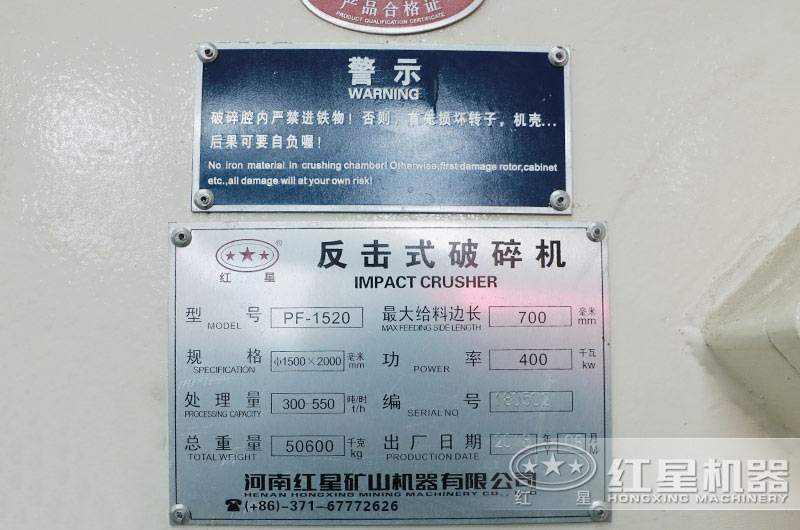 产品合格证
PRODUCT QUALIFICATION CERTIFICATE
警示
WARNING
破碎腔内严禁进铁物！否则，首先损坏转子，机壳...
后果可要自负喔！
No iron material in crushing chamber! Otherwise,first damage rotor,cabinet
etc.,all damage will at your own risk!
红星 ®
反击式破碎机
IMPACT CRUSHER
型号 MODEL PF-1520 最大给料边长 MAX FEEDING SIDE LENGTH 700 毫米 mm
规格 SPECIFICATION Φ1500×2000 毫米 mm 功率 POWER 400 千瓦 kw
处理量 PROCESSING CAPACITY 300-550 吨/时 t/h 编号 SERIAL NO
总重量 TOTAL WEIGHT 50600 千克 kg 出厂日期 PRODUCTION DATE 年 月 M
河南红星矿山机器有限公司
HENAN HONGXING MINING MACHINERY CO., LTD
(+86)-371-67772626
红星 红星机器
HONGXING MACHINERY